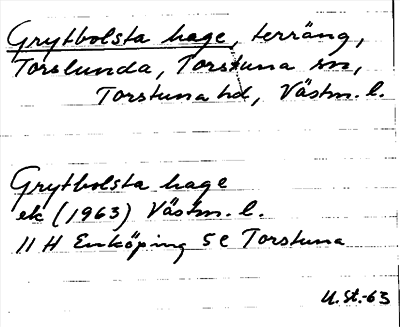 Grytbolsta hage, terräng,
Torslunda, Torstuna sn,
Torstuna hd, Västm. l.
Grytbolsta hage
ek (1963) Västm. l.
11 H Enköping 5 c Torstuna
U.St.-63